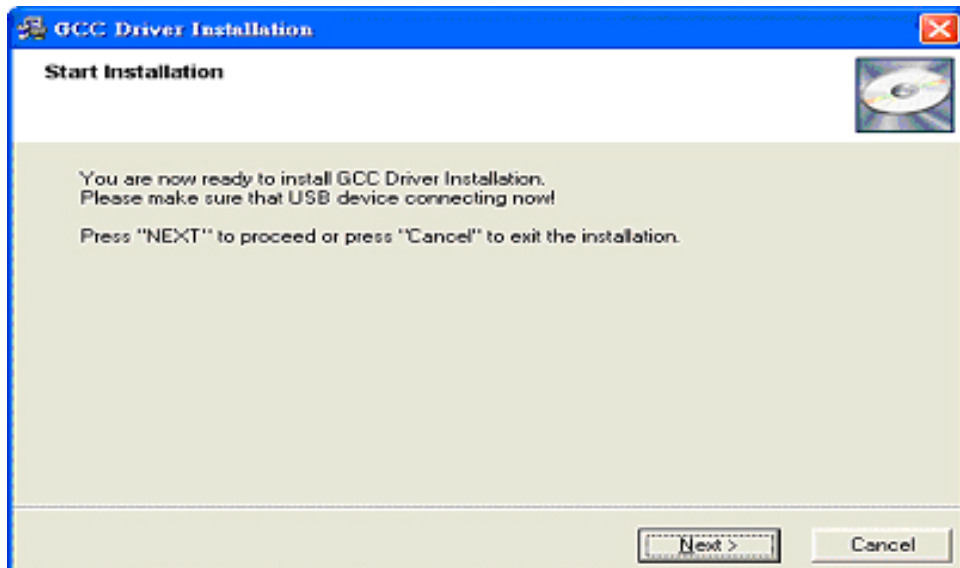 GCC Driver Installation
Start Installation
You are now ready to install GCC Driver Installation.
Please make sure that USB device connecting now!
Press "NEXT" to proceed or press "Cancel" to exit the installation.
Next >
Cancel